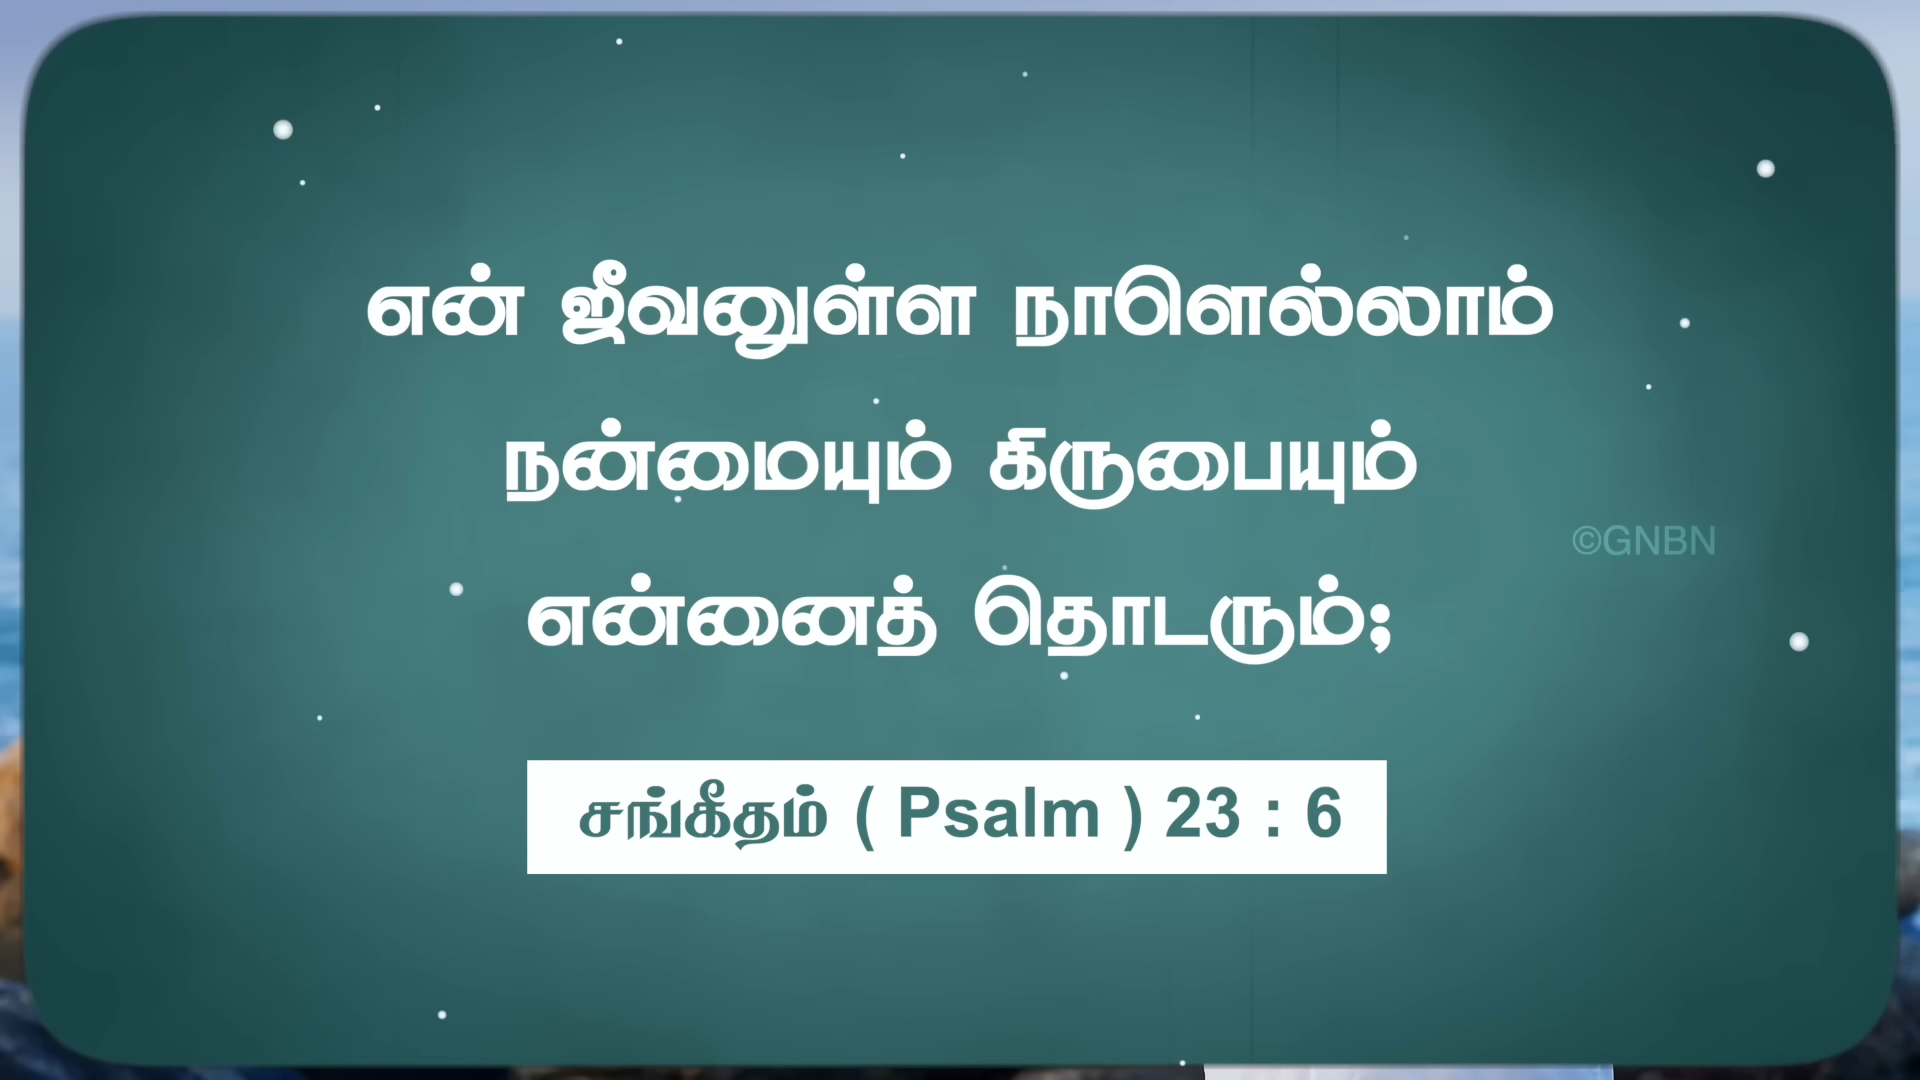 என் ஜீவனுள்ள நாளெல்லாம்
நன்மையும் கிருபையும்
என்னைத் தொடரும்;
©GNBN
சங்கீதம் ( Psalm ) 23 : 6